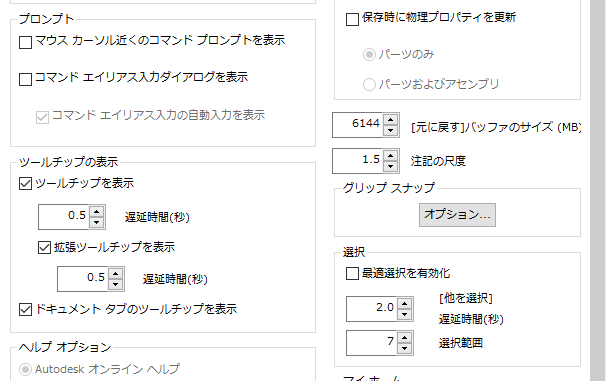 プロンプト
マウス カーソル近くのコマンド プロンプトを表示
コマンド エイリアス入力ダイアログを表示
コマンド エイリアス入力の自動入力を表示
ツールチップの表示
ツールチップを表示
0.5 遅延時間(秒)
拡張ツールチップを表示
0.5 遅延時間(秒)
ドキュメント タブのツールチップを表示
ヘルプ オプション
Autodesk オンライン ヘルプ
保存時に物理プロパティを更新
パーツのみ
パーツおよびアセンブリ
6144 [元に戻す]バッファのサイズ (MB)
1.5 注記の尺度
グリップ スナップ
オプション...
選択
最適選択を有効化
[他を選択]
2.0 遅延時間(秒)
7 選択範囲
マイ ホーム